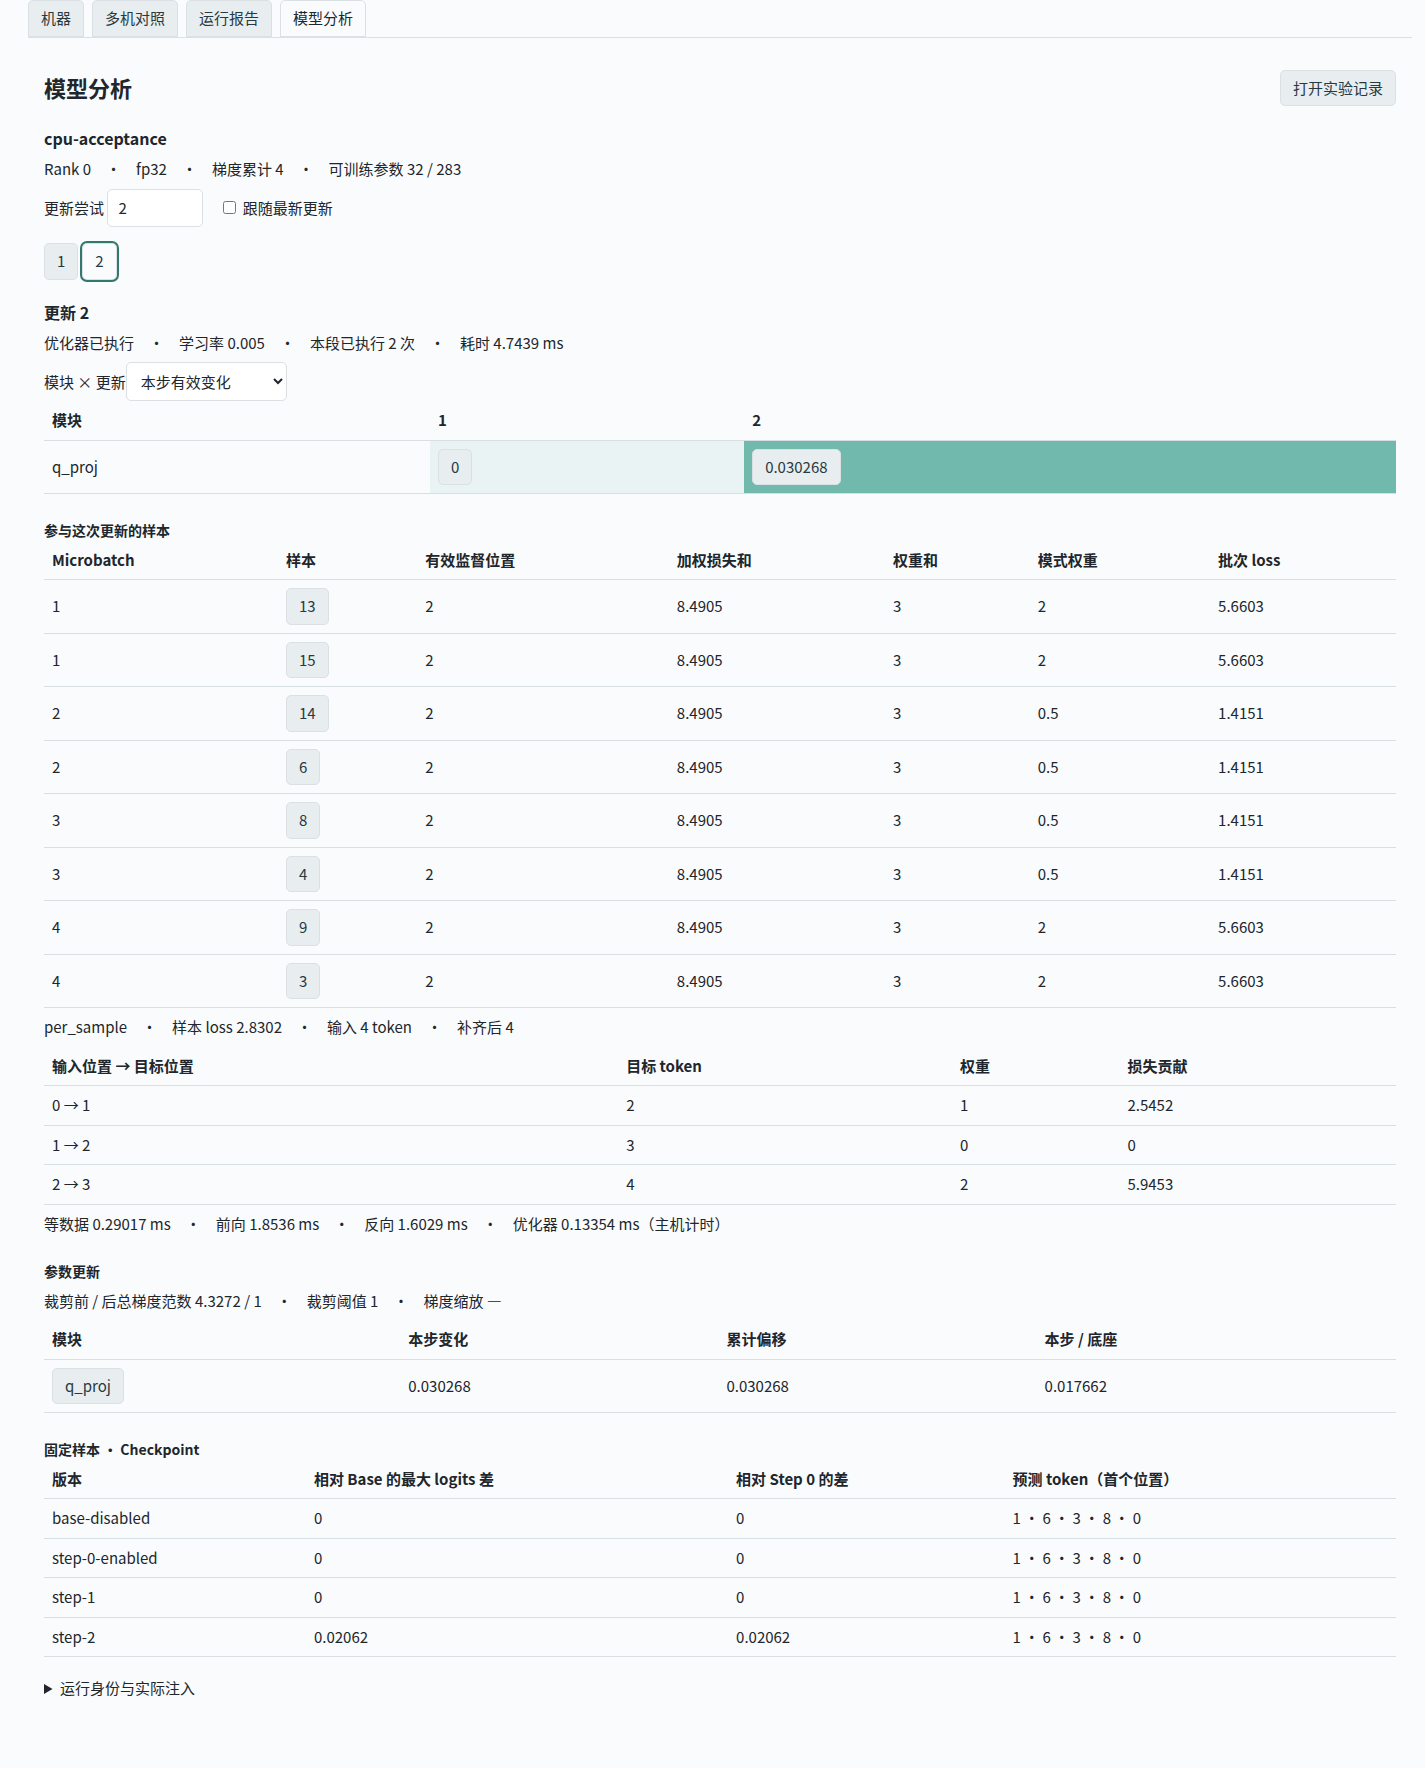 机器 多机对照 运行报告 模型分析
模型分析 打开实验记录
cpu-acceptance
Rank 0 · fp32 · 梯度累计 4 · 可训练参数 32 / 283
更新尝试 2 跟随最新更新
1 2
更新 2
优化器已执行 · 学习率 0.005 · 本段已执行 2 次 · 耗时 4.7439 ms
模块 × 更新 本步有效变化
模块 1 2
q_proj 0 0.030268
参与这次更新的样本
Microbatch 样本 有效监督位置 加权损失和 权重和 模式权重 批次 loss
1 13 2 8.4905 3 2 5.6603
1 15 2 8.4905 3 2 5.6603
2 14 2 8.4905 3 0.5 1.4151
2 6 2 8.4905 3 0.5 1.4151
3 8 2 8.4905 3 0.5 1.4151
3 4 2 8.4905 3 0.5 1.4151
4 9 2 8.4905 3 2 5.6603
4 3 2 8.4905 3 2 5.6603
per_sample · 样本 loss 2.8302 · 输入 4 token · 补齐后 4
输入位置 → 目标位置 目标 token 权重 损失贡献
0 → 1 2 1 2.5452
1 → 2 3 0 0
2 → 3 4 2 5.9453
等数据 0.29017 ms · 前向 1.8536 ms · 反向 1.6029 ms · 优化器 0.13354 ms（主机计时）
参数更新
裁剪前 / 后总梯度范数 4.3272 / 1 · 裁剪阈值 1 · 梯度缩放 —
模块 本步变化 累计偏移 本步 / 底座
q_proj 0.030268 0.030268 0.017662
固定样本 · Checkpoint
版本 相对 Base 的最大 logits 差 相对 Step 0 的差 预测 token（首个位置）
base-disabled 0 0 1 · 6 · 3 · 8 · 0
step-0-enabled 0 0 1 · 6 · 3 · 8 · 0
step-1 0 0 1 · 6 · 3 · 8 · 0
step-2 0.02062 0.02062 1 · 6 · 3 · 8 · 0
▶ 运行身份与实际注入